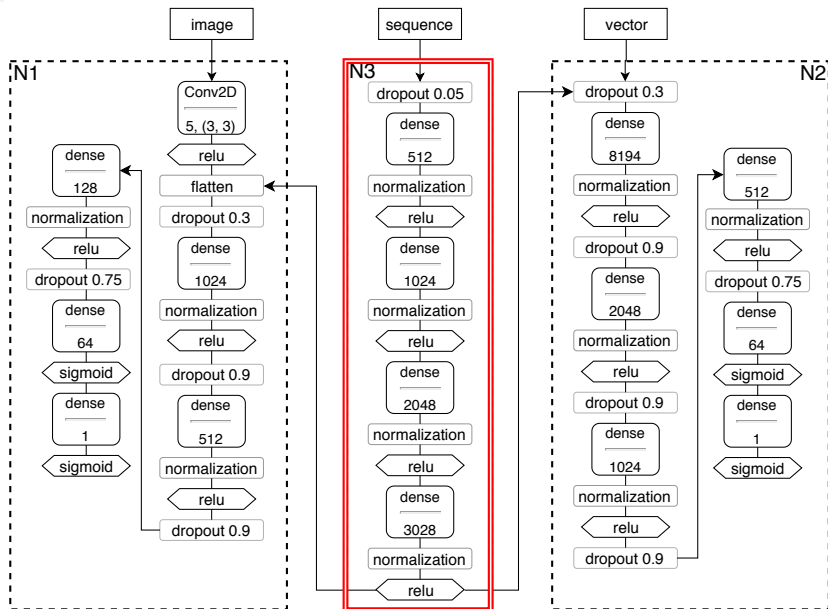 image
sequence
vector
N1
Conv2D
5, (3, 3)
relu
flatten
dropout 0.3
dense
1024
normalization
relu
dropout 0.9
dense
512
normalization
relu
dropout 0.9
dense
128
normalization
relu
dropout 0.75
dense
64
sigmoid
dense
1
sigmoid
N3
dropout 0.05
dense
512
normalization
relu
dense
1024
normalization
relu
dense
2048
normalization
relu
dense
3028
normalization
relu
N2
dropout 0.3
dense
8194
normalization
relu
dropout 0.9
dense
2048
normalization
relu
dropout 0.9
dense
1024
normalization
relu
dropout 0.9
dense
512
normalization
relu
dropout 0.75
dense
64
sigmoid
dense
1
sigmoid